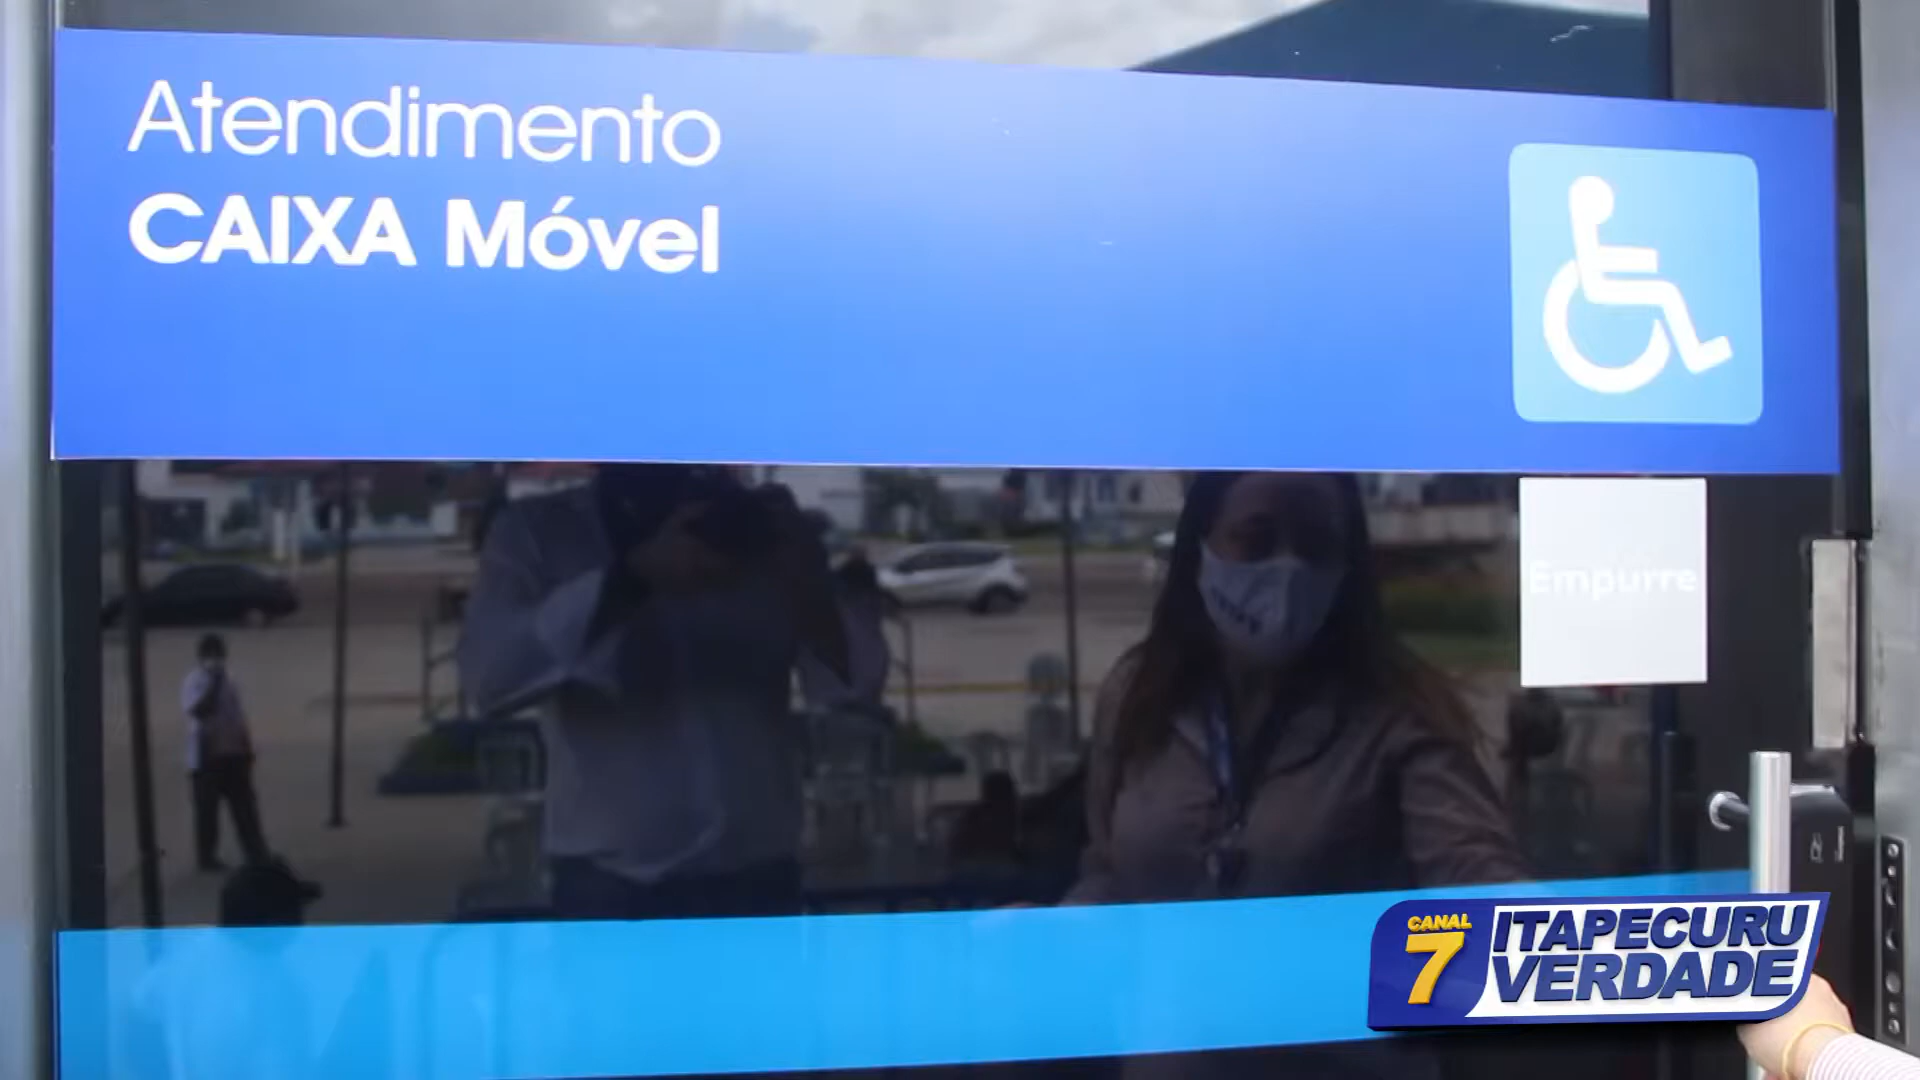 Atendimento
CAIXA Móvel
Empurre
CANAL
7
ITAPECURU
VERDADE